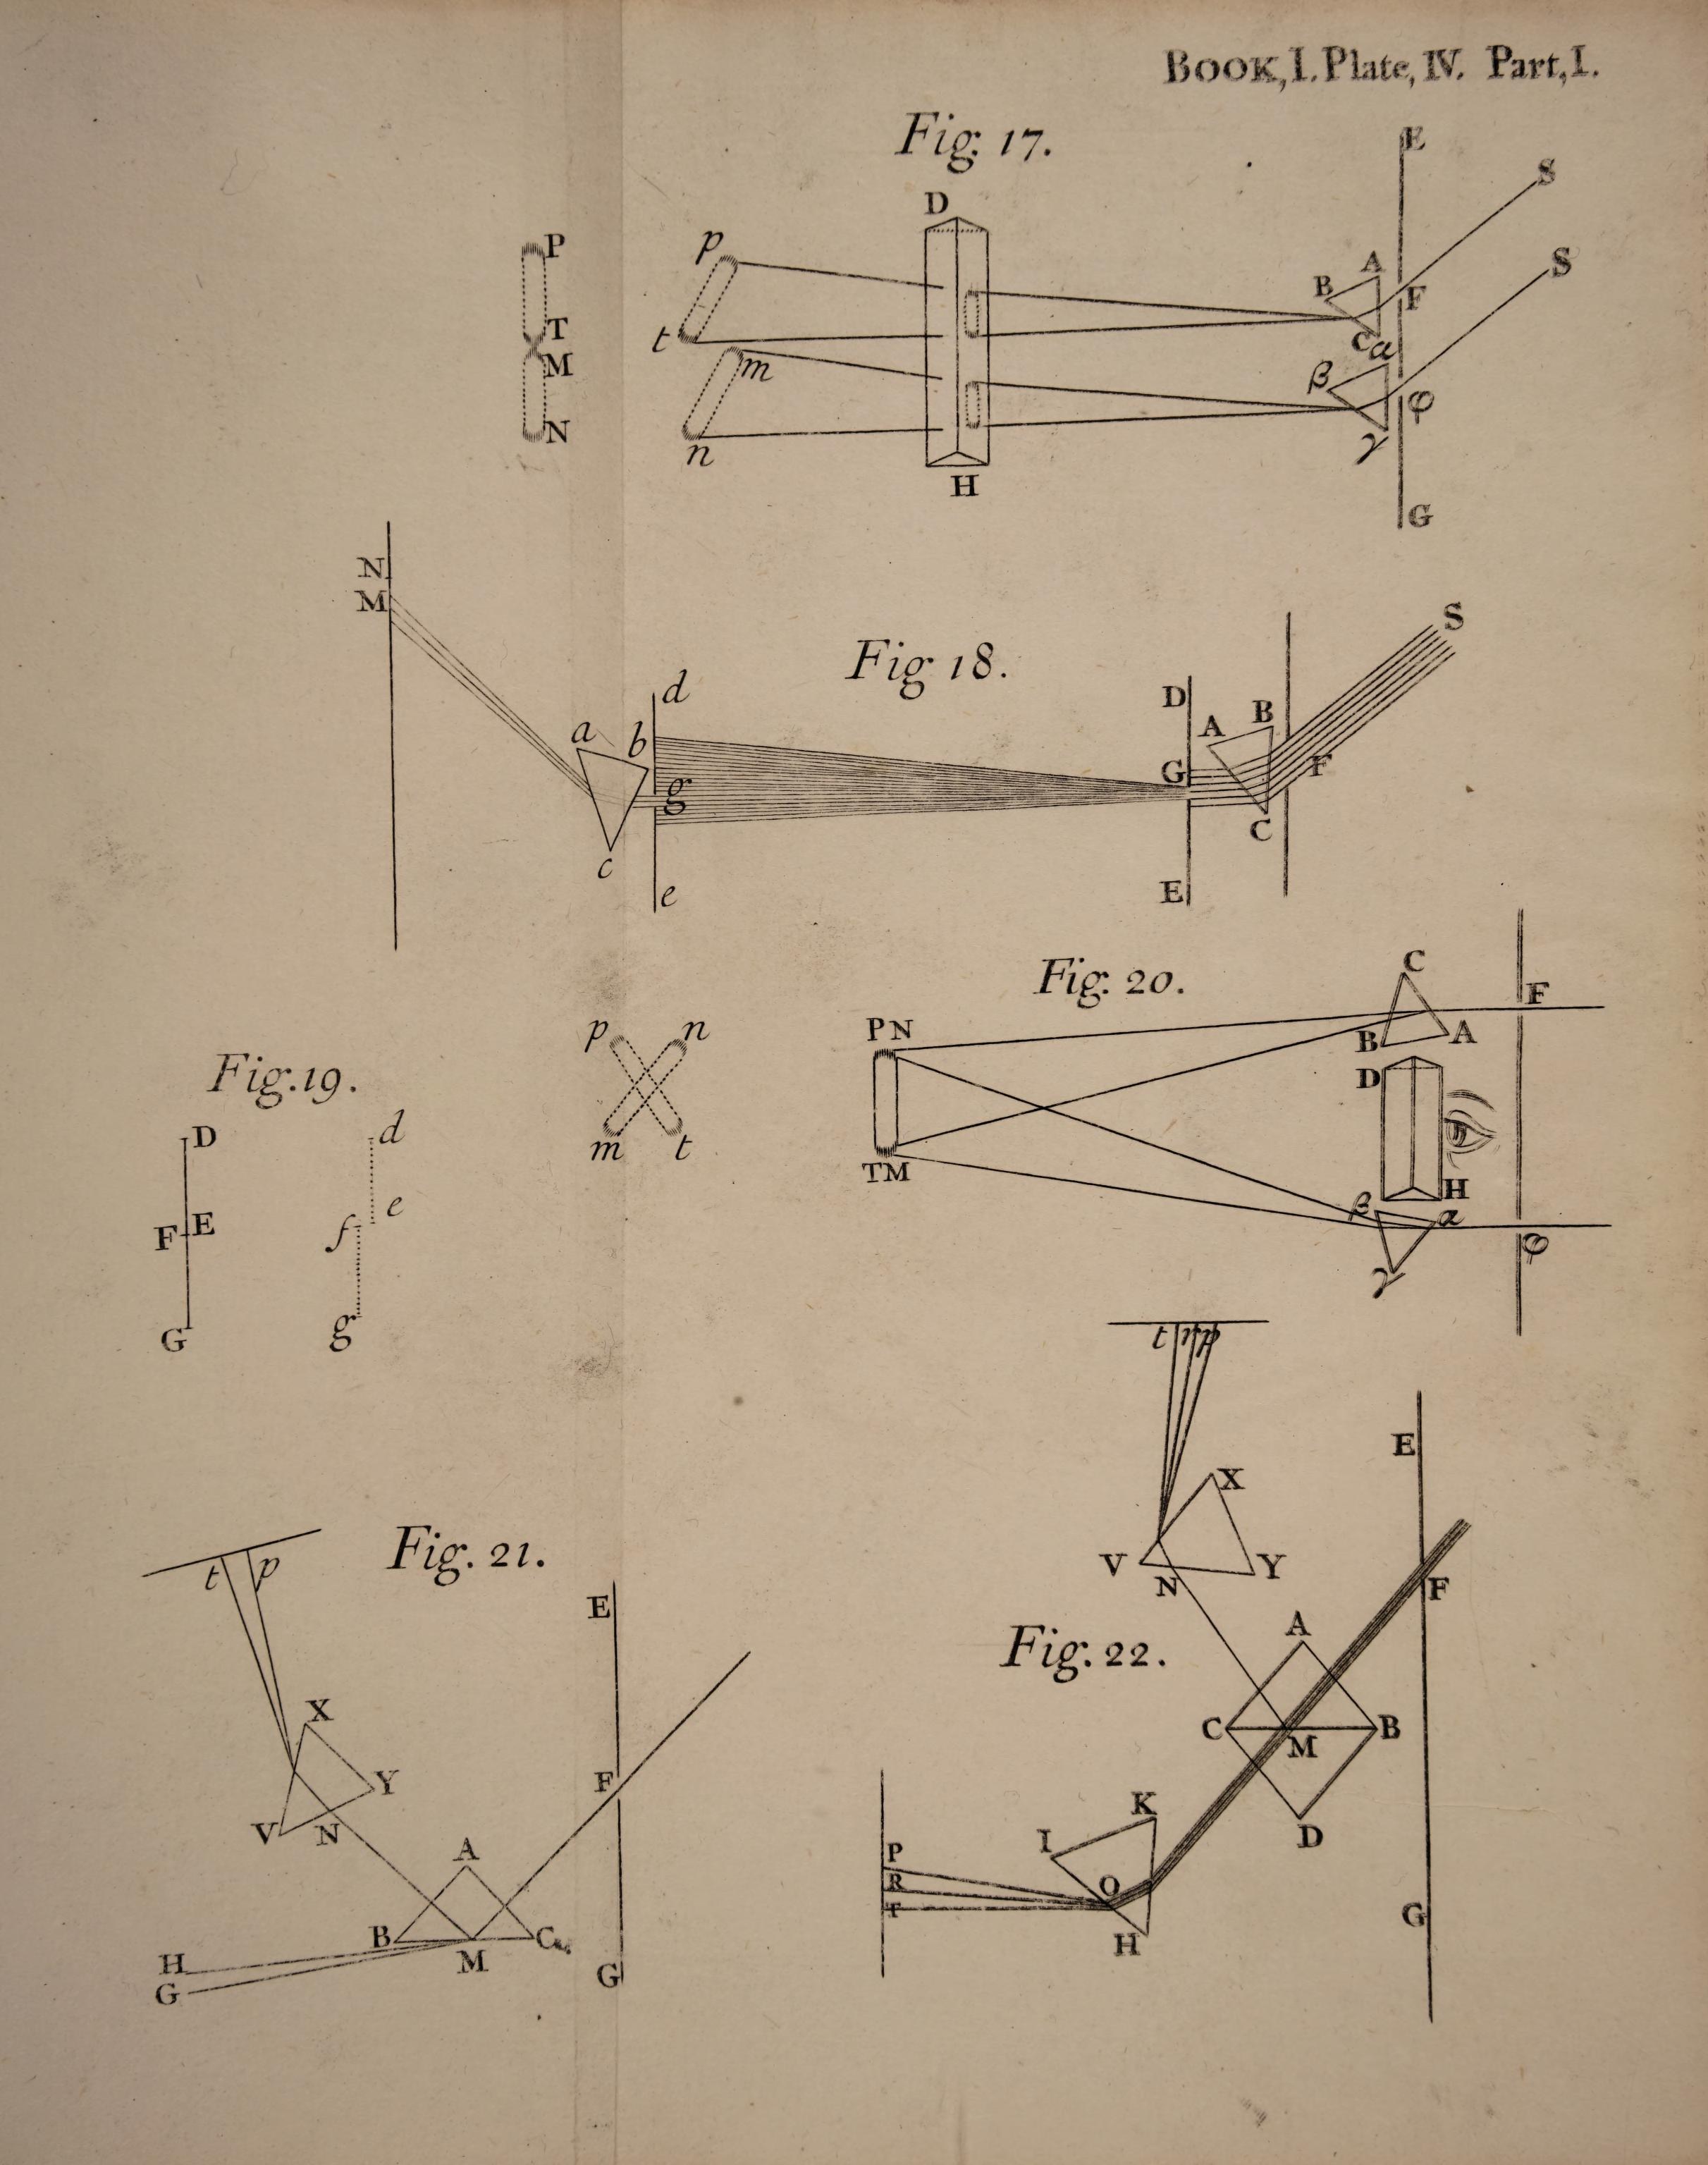 BOOK, I. Plate, IV. Part, I.
Fig. 17.
E
S
D
P
p
A
S
B
F
T
t
M
m
C
α
β
φ
N
n
γ
H
G
N
M
Fig 18.
S
d
D
B
a
b
A
G
F
g
C
c
e
E
Fig. 20.
C
F
PN
B
A
D
TM
H
β
α
φ
γ
Fig. 19.
p
n
D
d
m
t
F
E
e
f
G
g
t
n
p
E
X
V
N
Y
F
Fig. 22.
A
C
M
B
K
D
I
P
R
O
T
G
H
Fig. 21.
t
p
E
X
Y
F
V
N
A
B
M
C
H
G
G